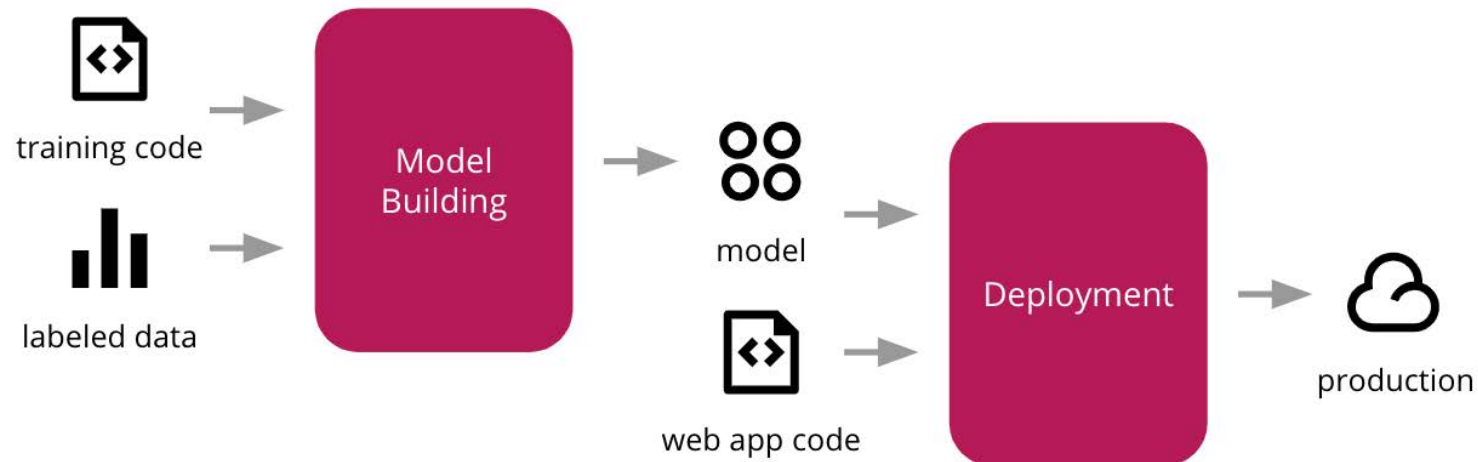 training code
labeled data
Model
Building
model
web app code
Deployment
production